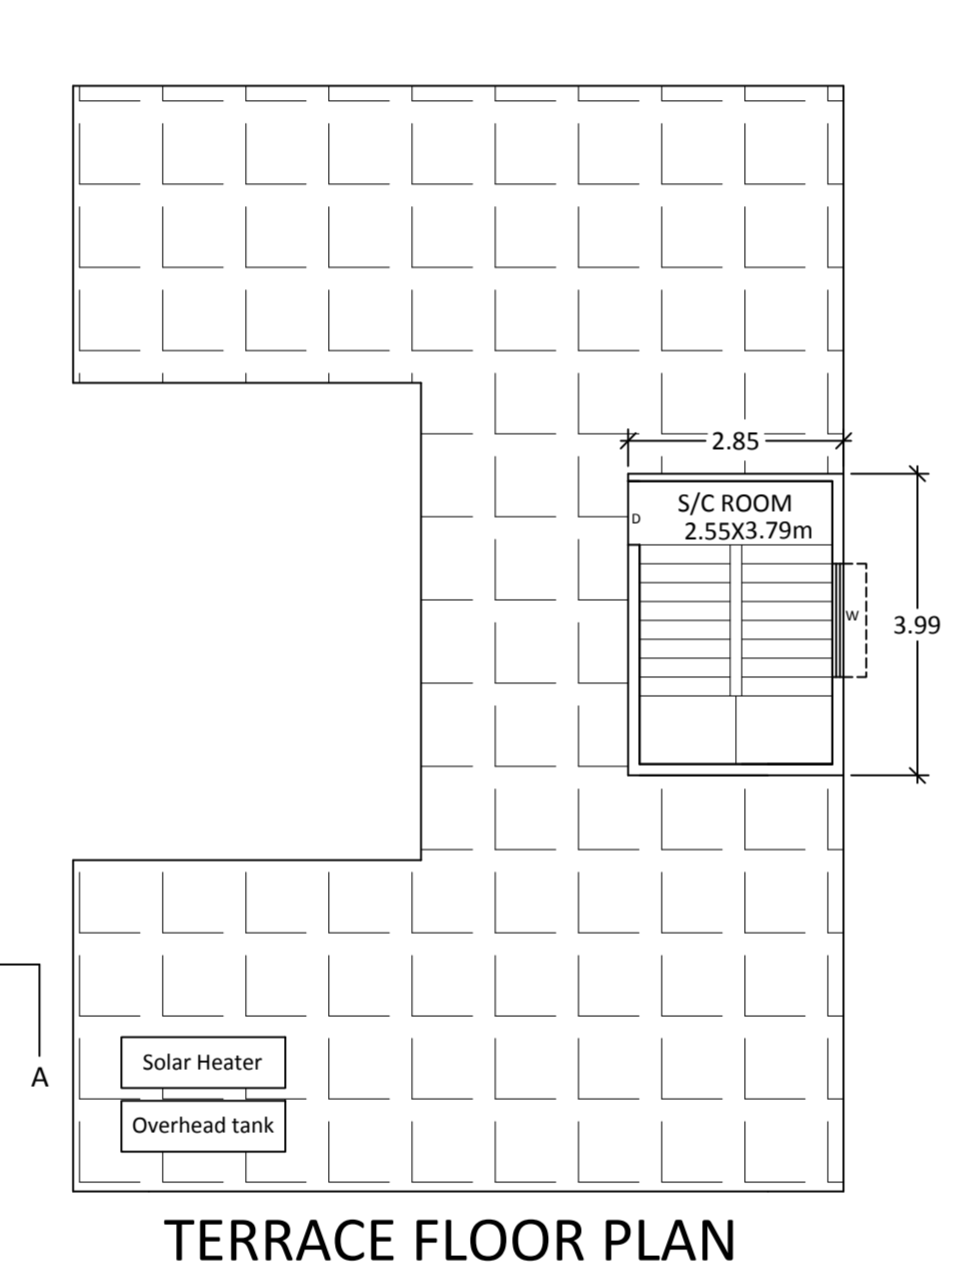 2.85
S/C ROOM
D
2.55X3.79m
W
3.99
Solar Heater
A
Overhead tank
TERRACE FLOOR PLAN